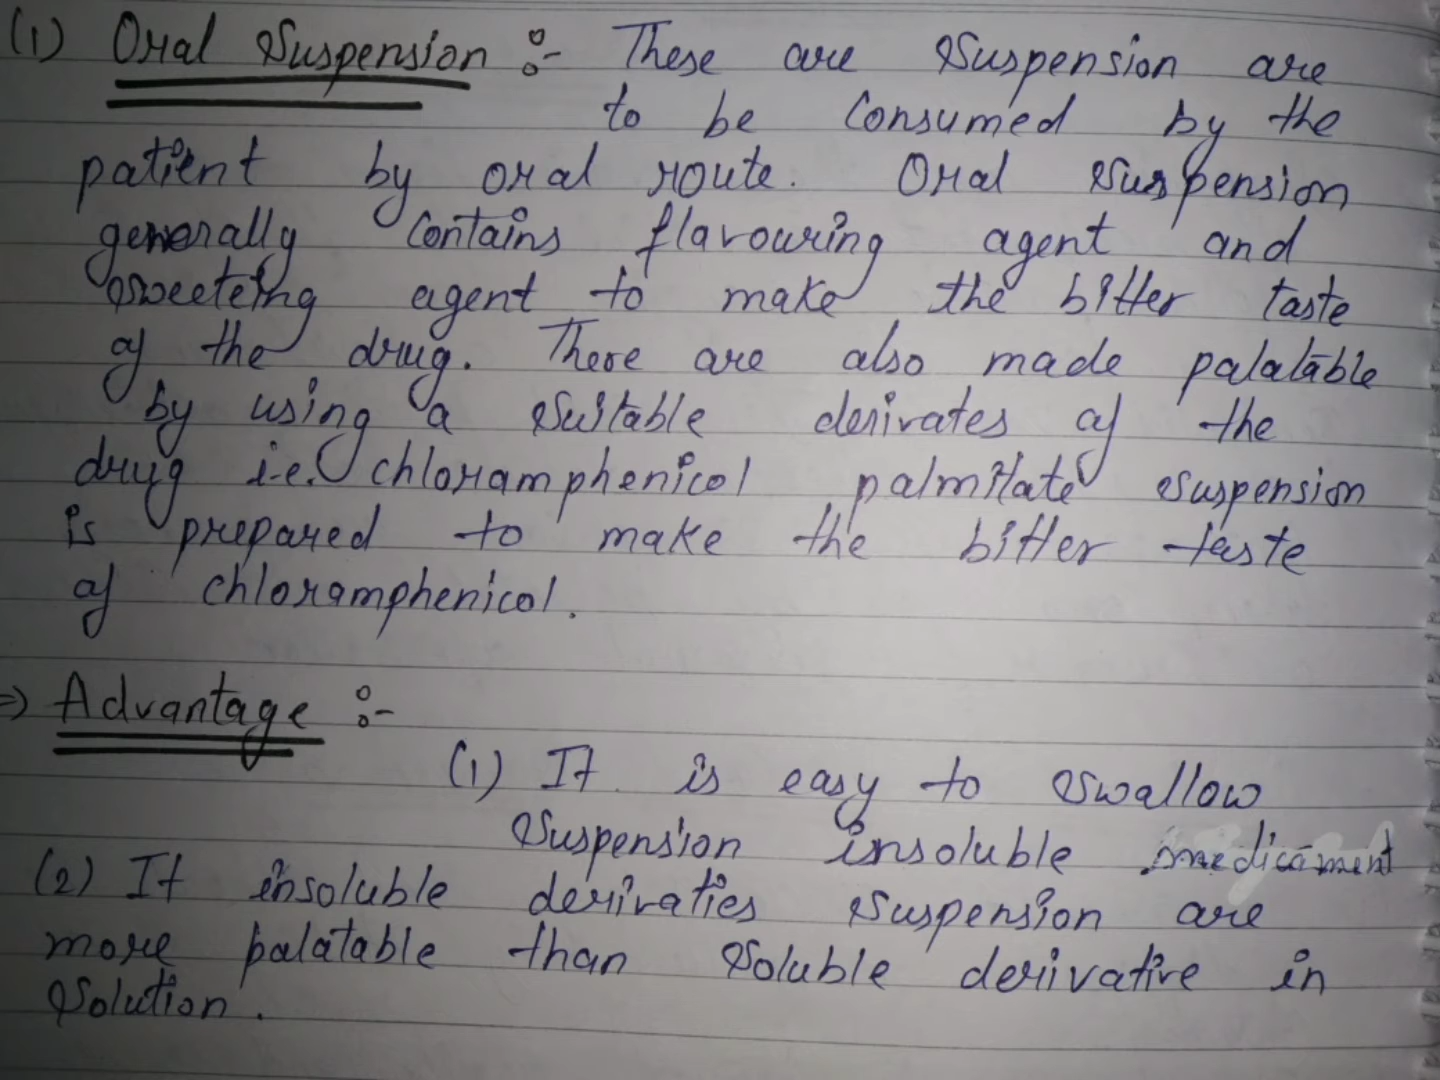 (1) Oral Suspension :- These are Suspension are
to be Consumed by the
patient by oral route. Oral Suspension
generally Contains flavouring agent and
sweeteing agent to make the bitter taste
of the drug. There are also made palatable
by using a Suitable derivates of the
drug i.e. chloramphenicol palmitate suspension
is prepared to make the bitter taste
of chloramphenicol.
=> Advantage :-
(1) It is easy to Swallow
Suspension insoluble medicament
(2) It insoluble derivaties Suspension are
more palatable than Soluble derivative in
Solution.